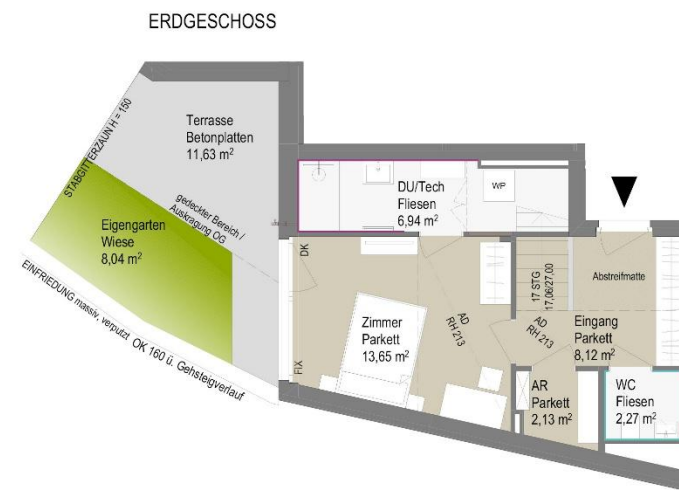 ERDGESCHOSS
STABGITTERZAUN H = 150
Terrasse
Betonplatten
11,63 m²
gedeckter Bereich /
Auskragung OG
Eigengarten
Wiese
8,04 m²
EINFRIEDUNG massiv, verputzt OK 160 ü. Gehsteigverlauf
DU/Tech
Fliesen
6,94 m²
WP
DK
FIX
Zimmer
Parkett
13,65 m²
AD
RH 213
17 STG
17,06/27,00
AD
RH 213
Abstreifmatte
Eingang
Parkett
8,12 m²
AR
Parkett
2,13 m²
WC
Fliesen
2,27 m²